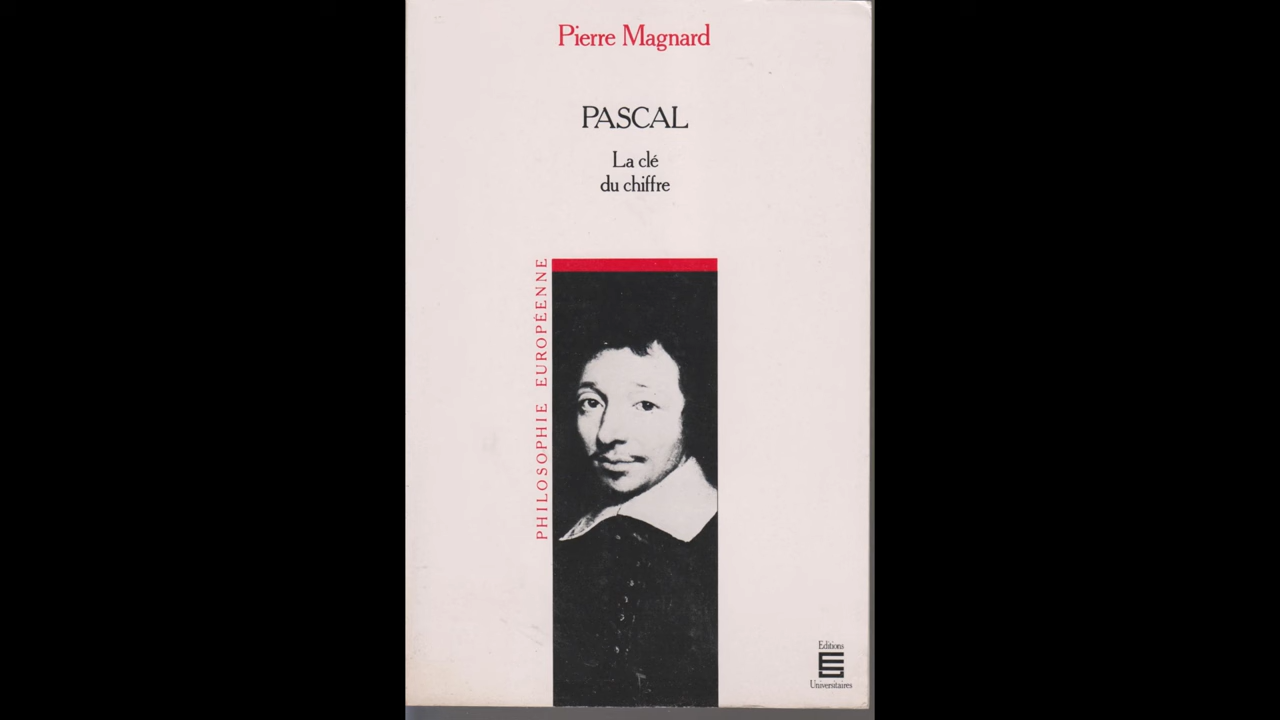 Pierre Magnard
PASCAL
La clé
du chiffre
PHILOSOPHIE EUROPÉENNE
Editions
Universitaires